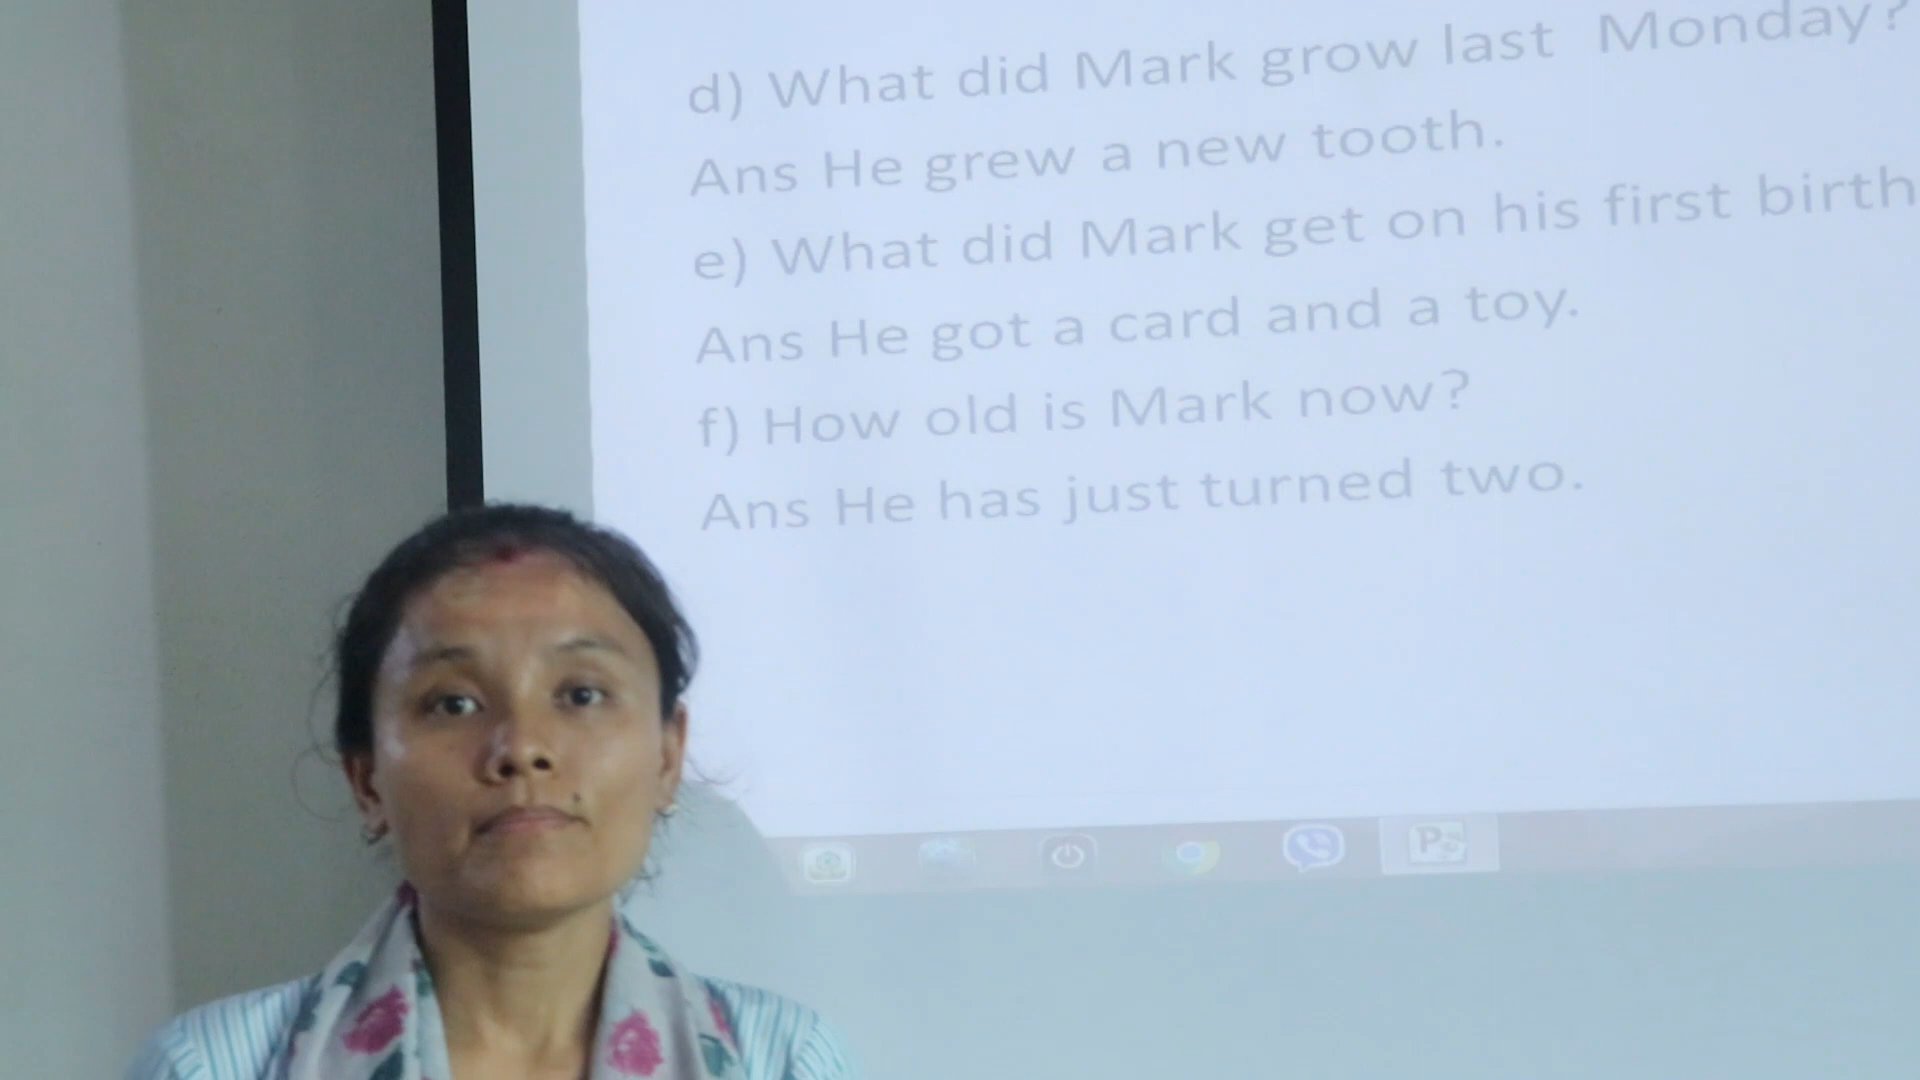 d) What did Mark grow last Monday?
Ans He grew a new tooth.
e) What did Mark get on his first birth
Ans He got a card and a toy.
f) How old is Mark now?
Ans He has just turned two.